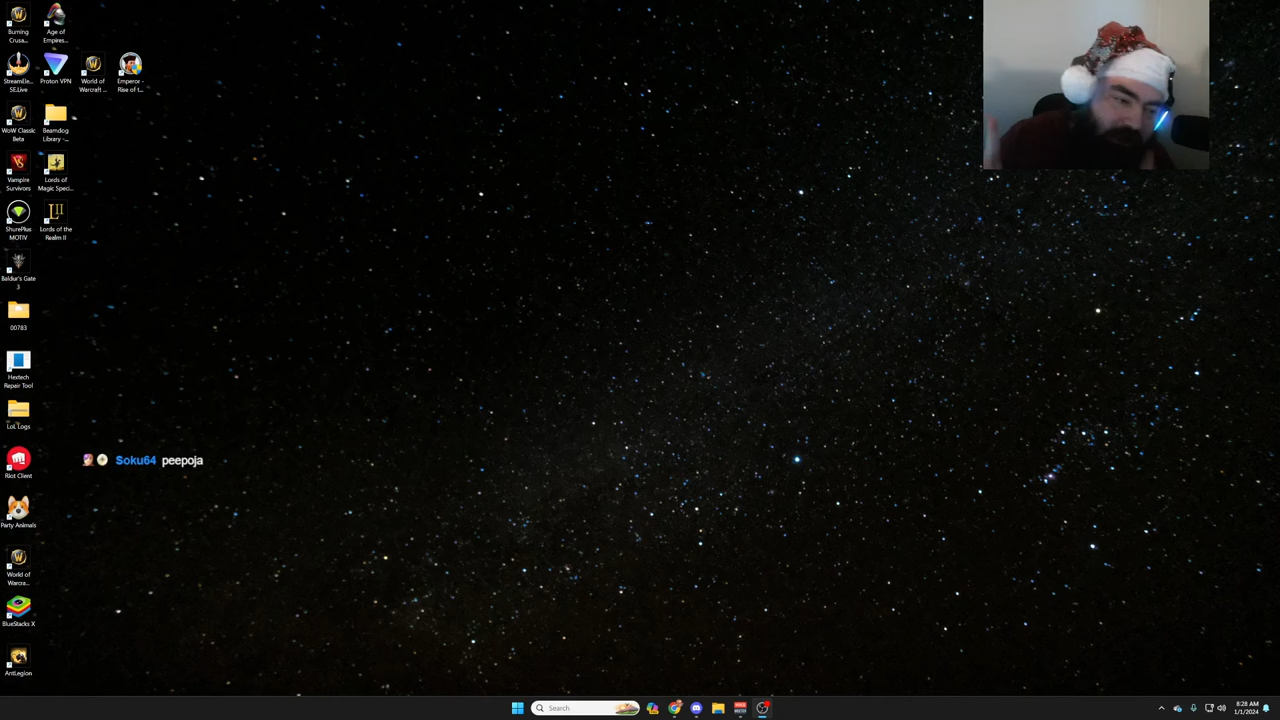 Burning
Crusa...
Age of
Empires...
StreamEle...
SE.Live
Proton VPN
World of
Warcraft ...
Emperor -
Rise of t...
WoW Classic
Beta
Beamdog
Library -...
Vampire
Survivors
Lords of
Magic Speci...
ShurePlus
MOTIV
Lords of the
Realm II
Baldur's Gate
3
00783
Hextech
Repair Tool
LoL Logs
Soku64 peepoja
Riot Client
Party Animals
World of
Warcra...
BlueStacks X
AntLegion
Search
8:28 AM
1/1/2024